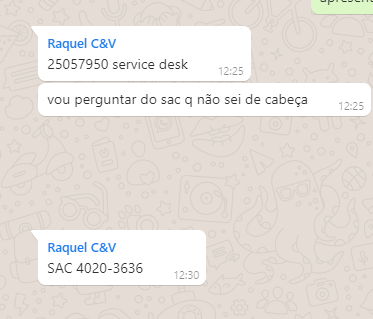 Raquel C&V
25057950 service desk
12:25
vou perguntar do sac q não sei de cabeça
12:25
Raquel C&V
SAC 4020-3636
12:30